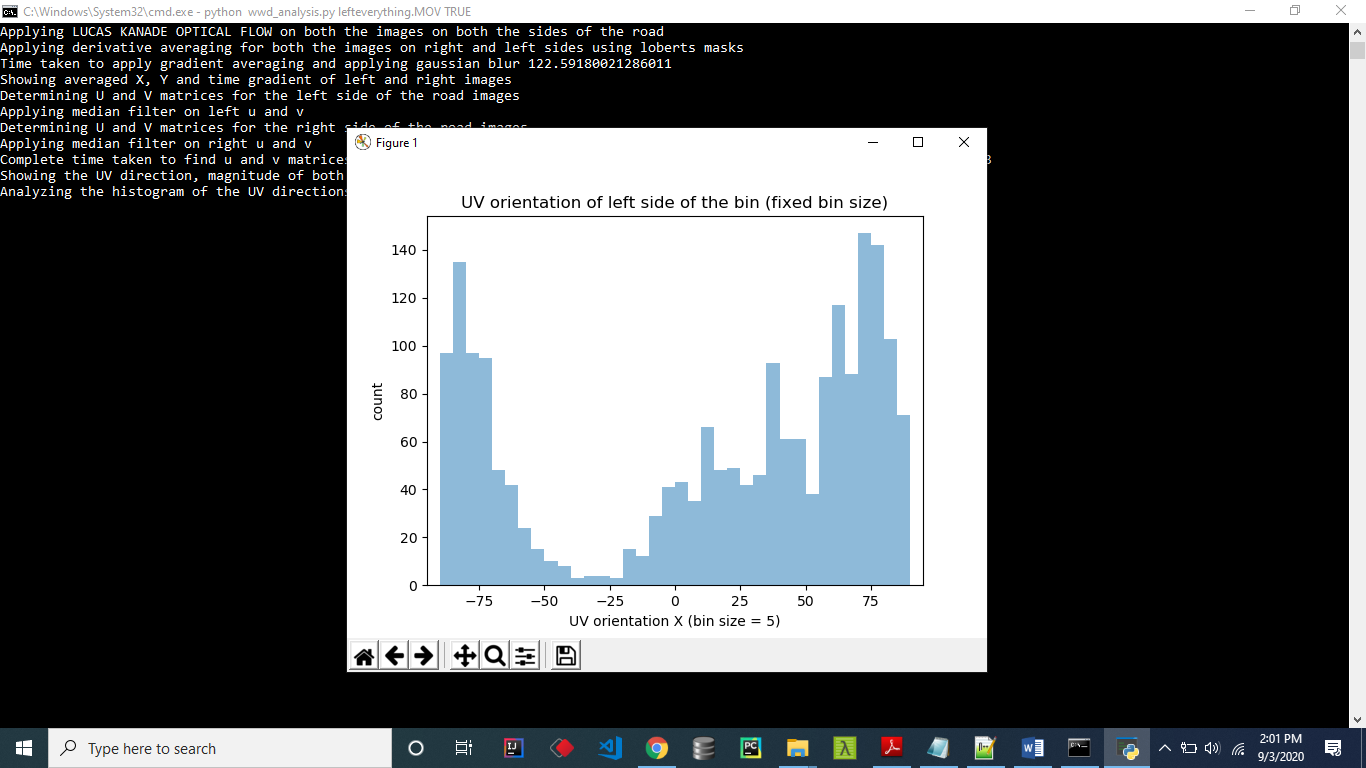 C:\Windows\System32\cmd.exe - python  wwd_analysis.py lefteverything.MOV TRUE
Applying LUCAS KANADE OPTICAL FLOW on both the images on both the sides of the road
Applying derivative averaging for both the images on right and left sides using loberts masks
Time taken to apply gradient averaging and applying gaussian blur 122.59180021286011
Showing averaged X, Y and time gradient of left and right images
Determining U and V matrices for the left side of the road images
Applying median filter on left u and v
Determining U and V matrices for the right side of the road images
Applying median filter on right u and v
Complete time taken to find u and v matrices 3
Showing the UV direction, magnitude of both
Analyzing the histogram of the UV directions
Figure 1
UV orientation of left side of the bin (fixed bin size)
140
120
100
80
60
40
20
0
count
−75 −50 −25 0 25 50 75
UV orientation X (bin size = 5)
Type here to search
2:01 PM
9/3/2020